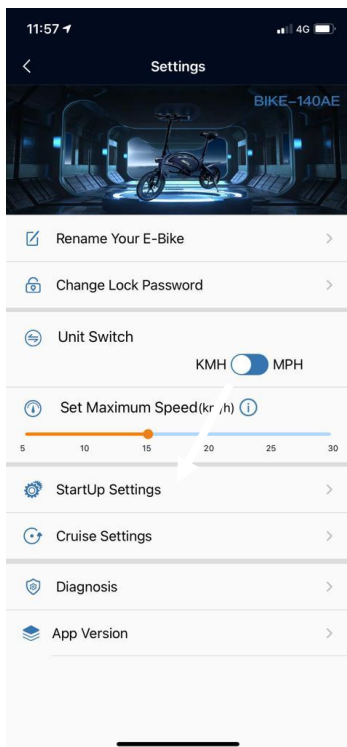 11:57
4G
Settings
BIKE-140AE
Rename Your E-Bike
Change Lock Password
Unit Switch
KMH MPH
Set Maximum Speed(km/h) i
5 10 15 20 25 30
StartUp Settings
Cruise Settings
Diagnosis
App Version